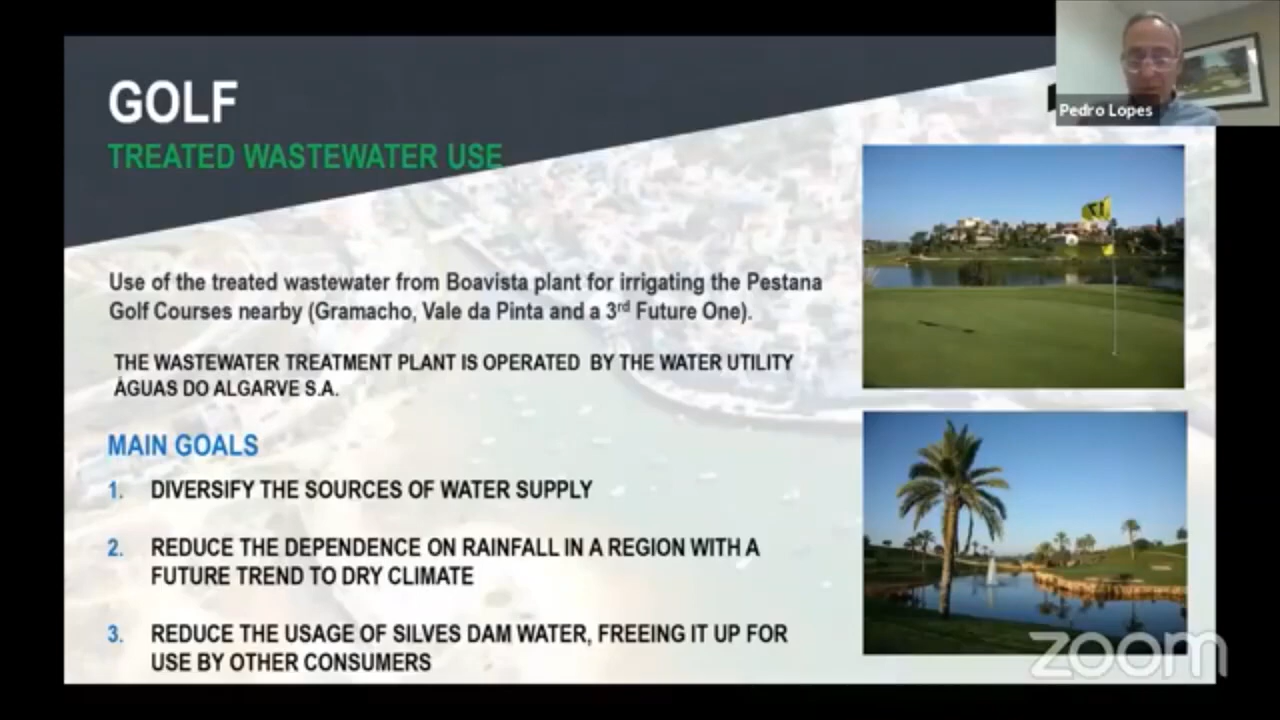 GOLF
TREATED WASTEWATER USE
Pedro Lopes
17
Use of the treated wastewater from Boavista plant for irrigating the Pestana
Golf Courses nearby (Gramacho, Vale da Pinta and a 3rd Future One).
THE WASTEWATER TREATMENT PLANT IS OPERATED BY THE WATER UTILITY
ÀGUAS DO ALGARVE S.A.
MAIN GOALS
1. DIVERSIFY THE SOURCES OF WATER SUPPLY
2. REDUCE THE DEPENDENCE ON RAINFALL IN A REGION WITH A
FUTURE TREND TO DRY CLIMATE
3. REDUCE THE USAGE OF SILVES DAM WATER, FREEING IT UP FOR
USE BY OTHER CONSUMERS
zoom